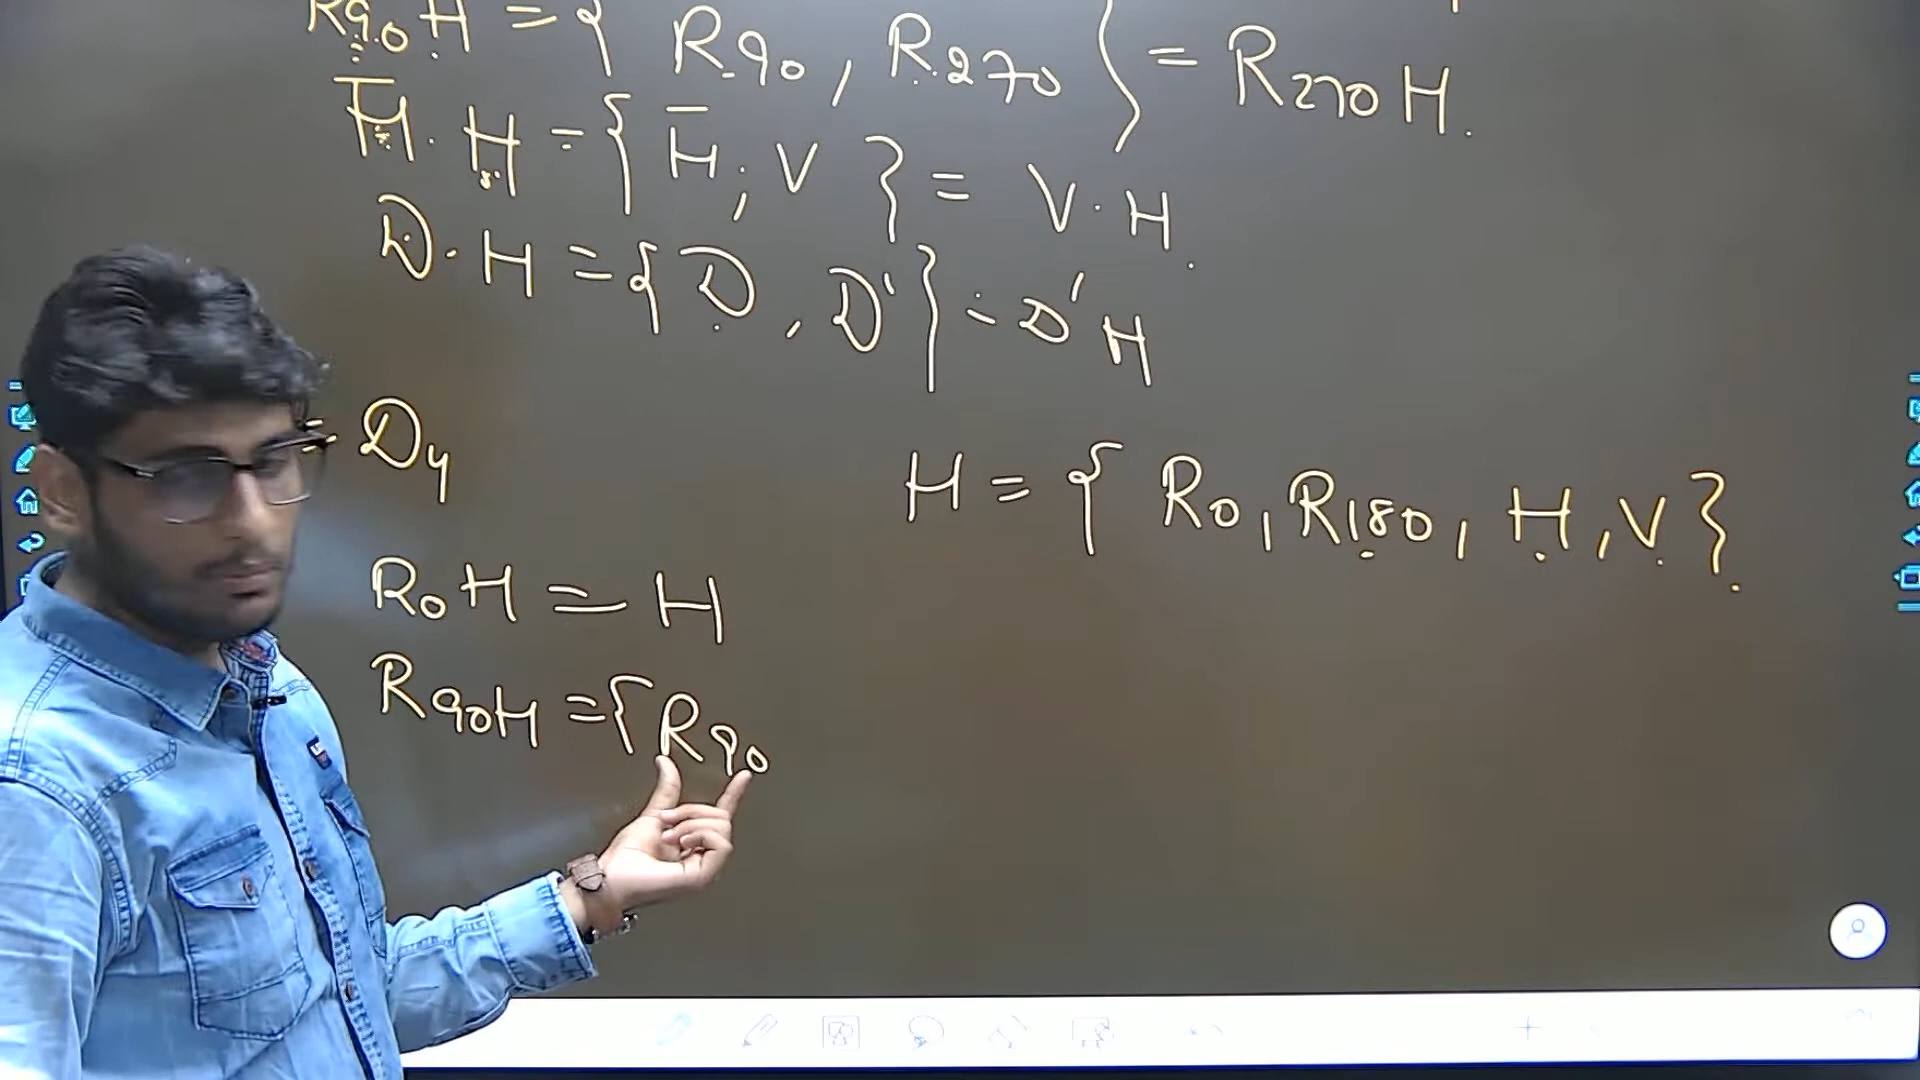 R90 H = { R90, R270 } = R270 H.
H̅ · H = { H̅, V } = V · H.
D · H = { D, D' } = D' H
= D4
H = { R0, R180, H, V }.
R0 H = H
R90 H = { R90